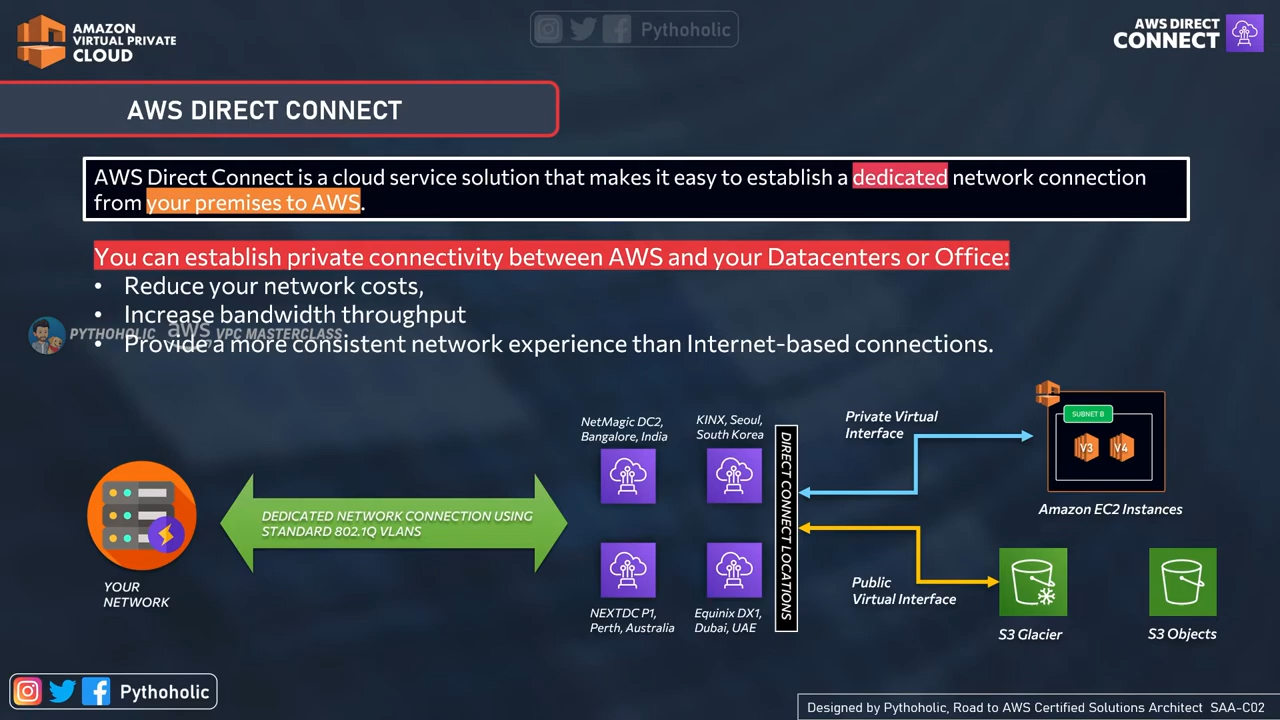 AMAZON
VIRTUAL PRIVATE
CLOUD
Pythoholic
AWS DIRECT
CONNECT
AWS DIRECT CONNECT
AWS Direct Connect is a cloud service solution that makes it easy to establish a dedicated network connection
from your premises to AWS.
You can establish private connectivity between AWS and your Datacenters or Office:
• Reduce your network costs,
• Increase bandwidth throughput
PYTHOHOLIC aws VPC MASTERCLASS
• Provide a more consistent network experience than Internet-based connections.
NetMagic DC2,
Bangalore, India
KINX, Seoul,
South Korea
Private Virtual
Interface
SUBNET B
V3 V4
Amazon EC2 Instances
DEDICATED NETWORK CONNECTION USING
STANDARD 802.1Q VLANS
DIRECT CONNECT LOCATIONS
YOUR
NETWORK
NEXTDC P1,
Perth, Australia
Equinix DX1,
Dubai, UAE
Public
Virtual Interface
S3 Glacier
S3 Objects
Pythoholic
Designed by Pythoholic, Road to AWS Certified Solutions Architect SAA-C02